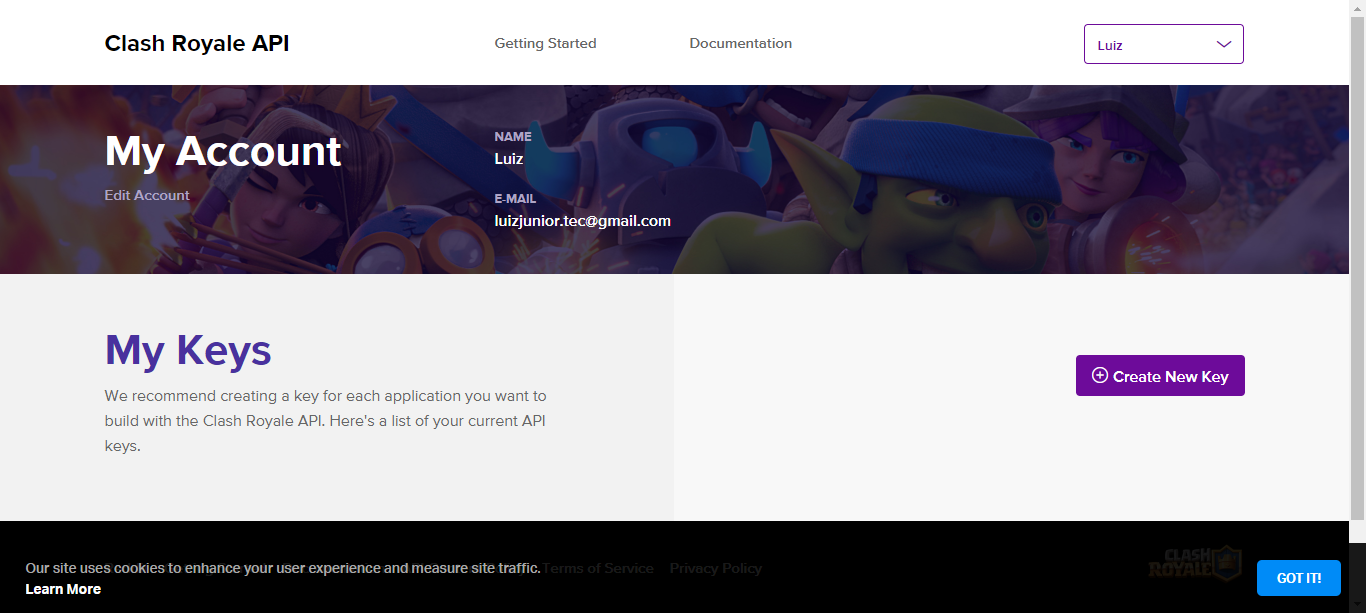 Clash Royale API
Getting Started
Documentation
Luiz
My Account
Edit Account
NAME
Luiz
E-MAIL
luizjunior.tec@gmail.com
My Keys
We recommend creating a key for each application you want to
build with the Clash Royale API. Here's a list of your current API
keys.
Create New Key
Our site uses cookies to enhance your user experience and measure site traffic.
Learn More
Terms of Service
Privacy Policy
CLASH
ROYALE
GOT IT!